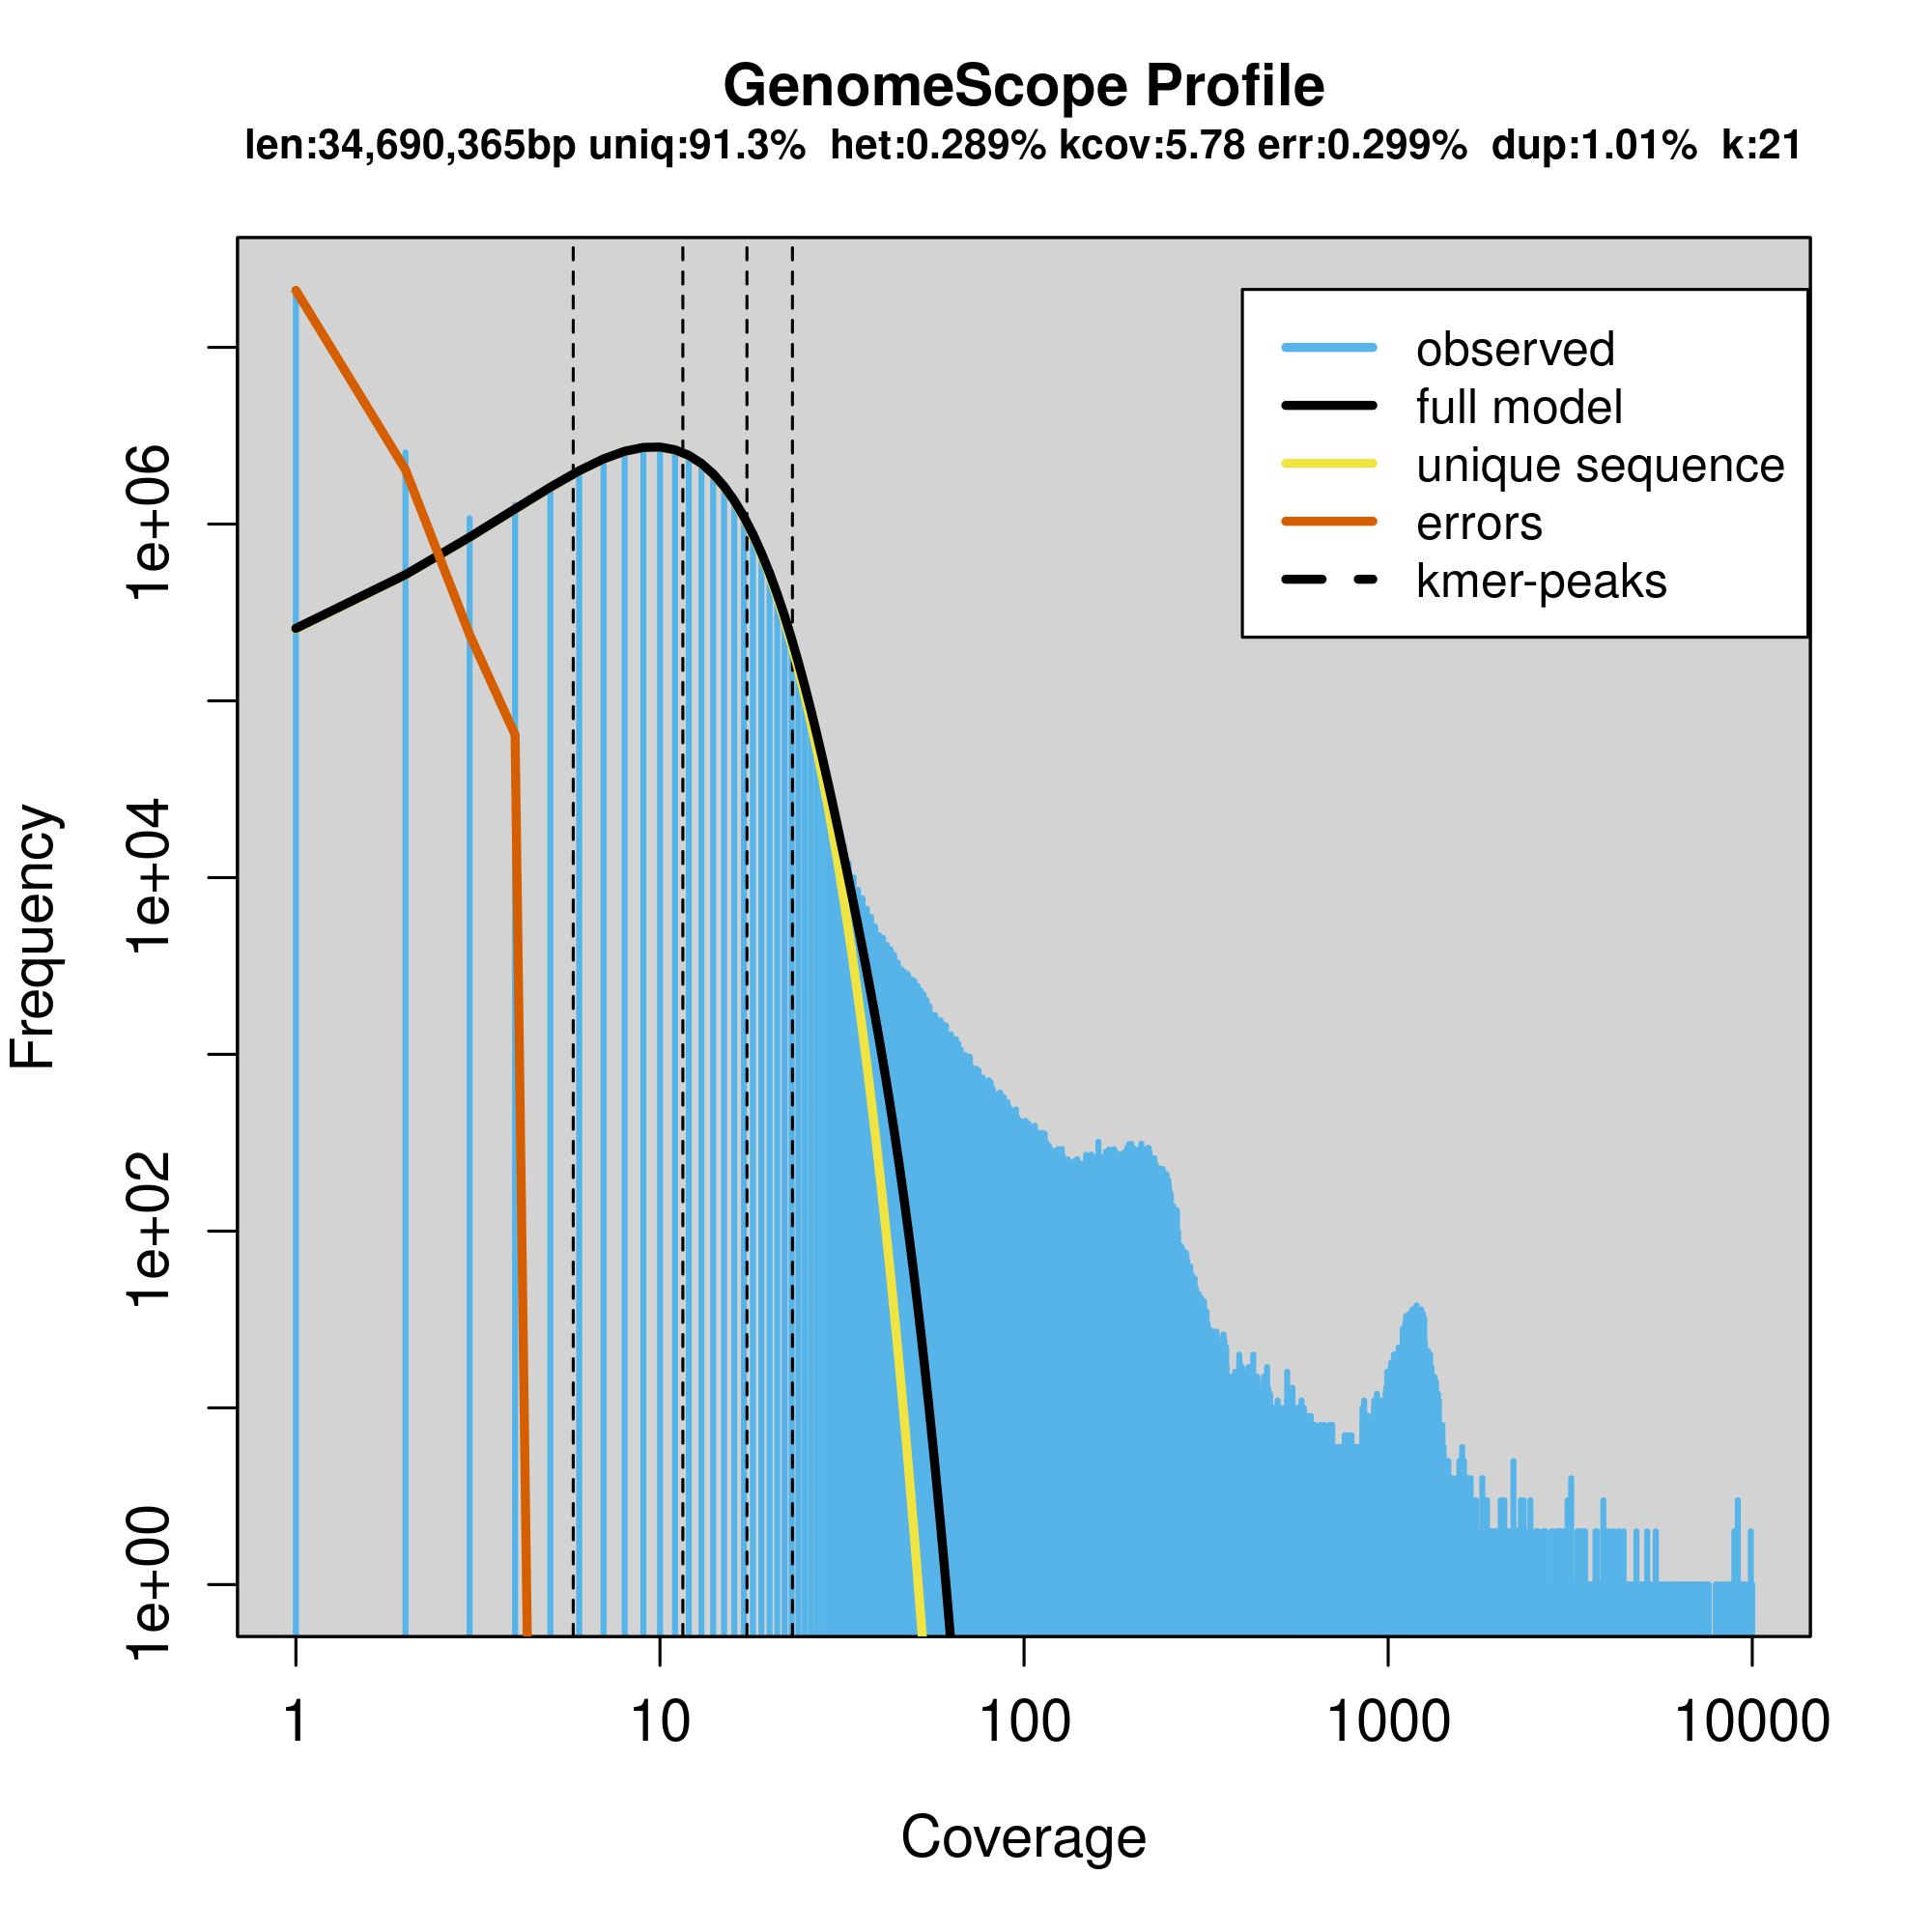 GenomeScope Profile
len:34,690,365bp uniq:91.3% het:0.289% kcov:5.78 err:0.299% dup:1.01% k:21
observed
full model
unique sequence
errors
kmer-peaks
Frequency
1e+06
1e+04
1e+02
1e+00
1 10 100 1000 10000
Coverage